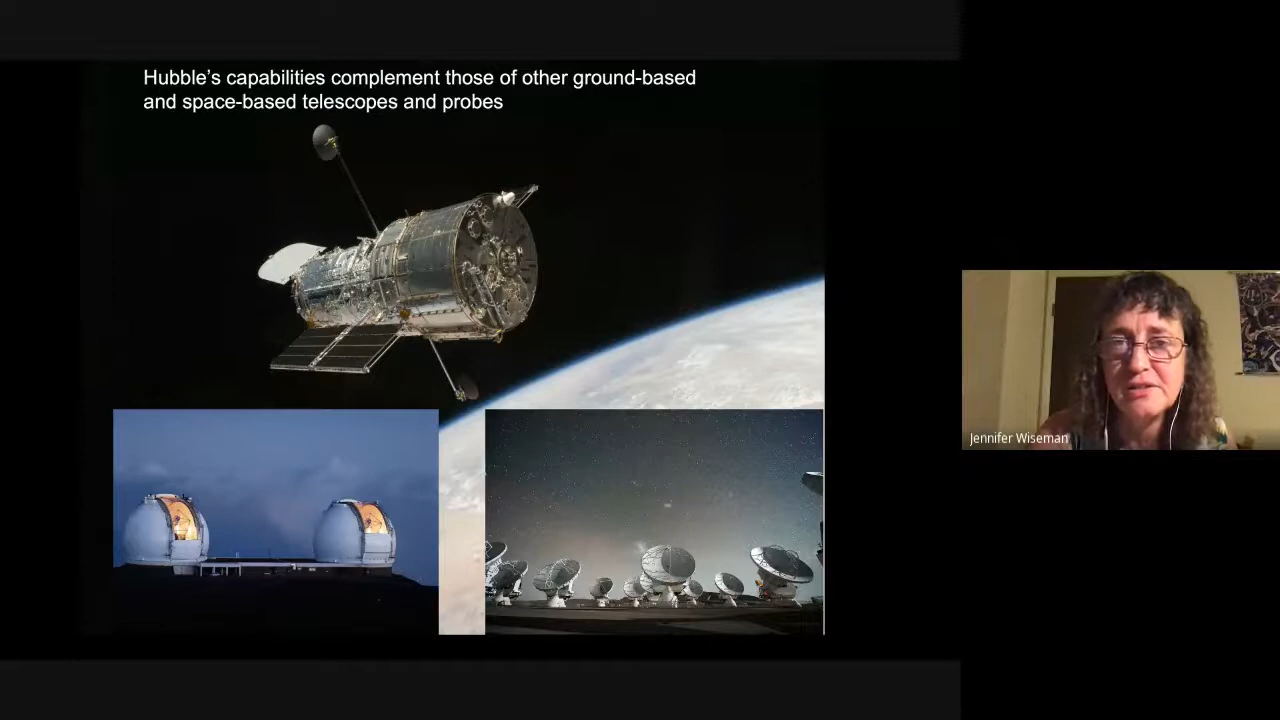 Hubble’s capabilities complement those of other ground-based
and space-based telescopes and probes
Jennifer Wiseman